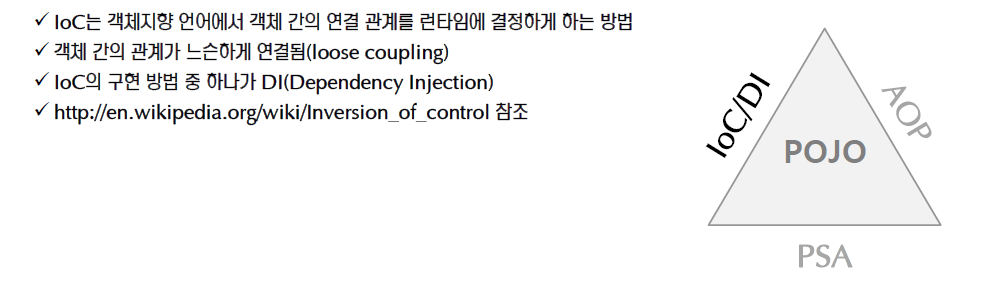 ✓ IoC는 객체지향 언어에서 객체 간의 연결 관계를 런타임에 결정하게 하는 방법
✓ 객체 간의 관계가 느슨하게 연결됨(loose coupling)
✓ IoC의 구현 방법 중 하나가 DI(Dependency Injection)
✓ http://en.wikipedia.org/wiki/Inversion_of_control 참조
IoC/DI
AOP
POJO
PSA